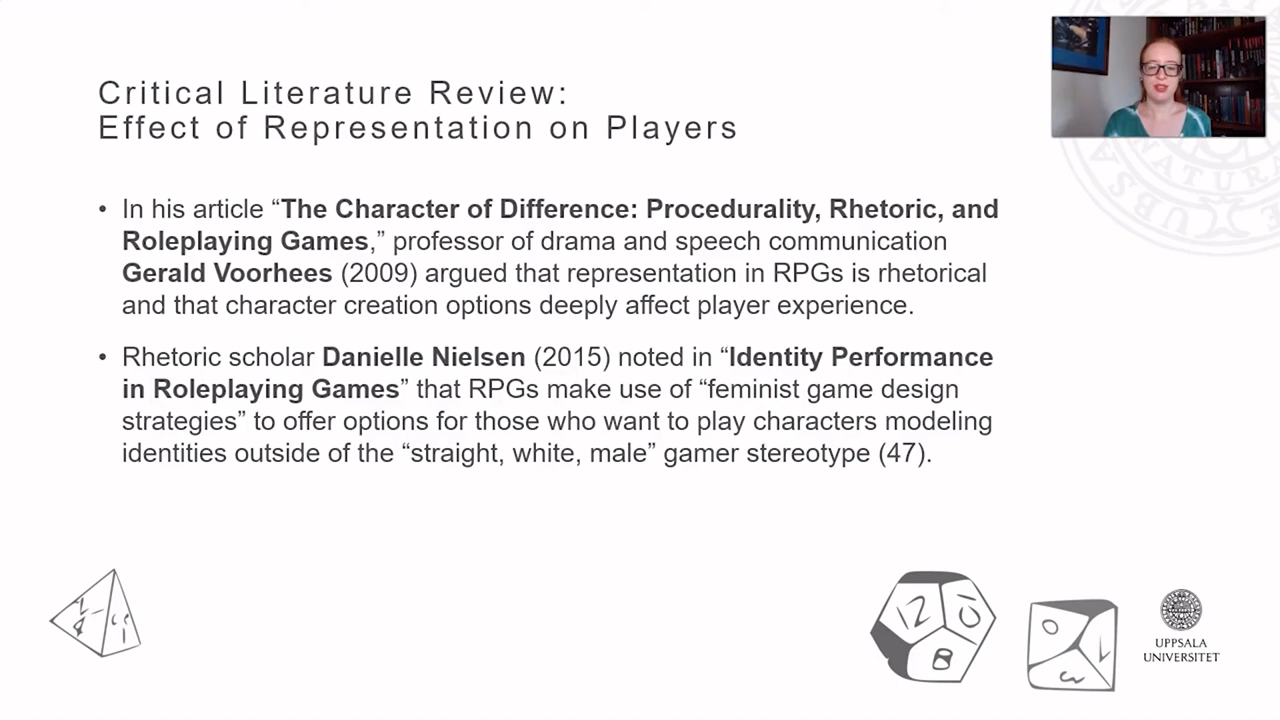 Critical Literature Review:
Effect of Representation on Players
• In his article “The Character of Difference: Procedurality, Rhetoric, and
Roleplaying Games,” professor of drama and speech communication
Gerald Voorhees (2009) argued that representation in RPGs is rhetorical
and that character creation options deeply affect player experience.
• Rhetoric scholar Danielle Nielsen (2015) noted in “Identity Performance
in Roleplaying Games” that RPGs make use of “feminist game design
strategies” to offer options for those who want to play characters modeling
identities outside of the “straight, white, male” gamer stereotype (47).
12
8
UPPSALA
UNIVERSITET